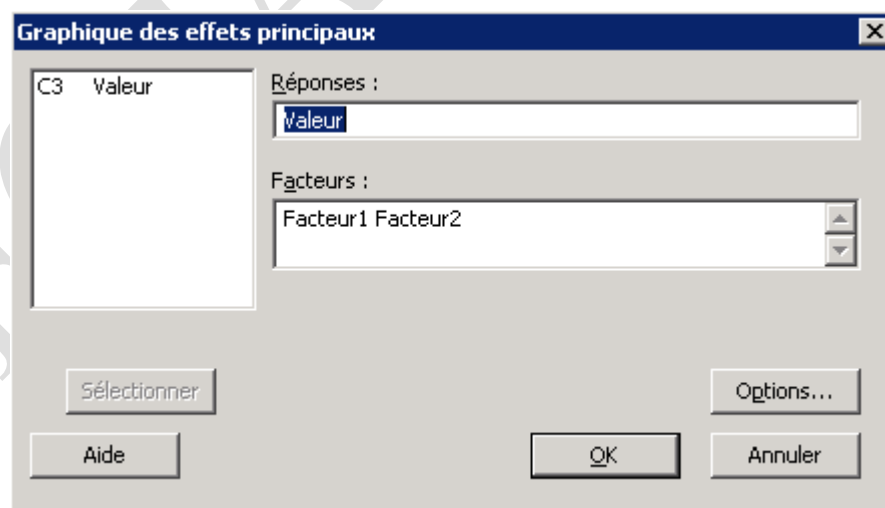 Graphique des effets principaux
C3 Valeur
Réponses :
Valeur
Facteurs :
Facteur1 Facteur2
Sélectionner
Options...
Aide
OK
Annuler